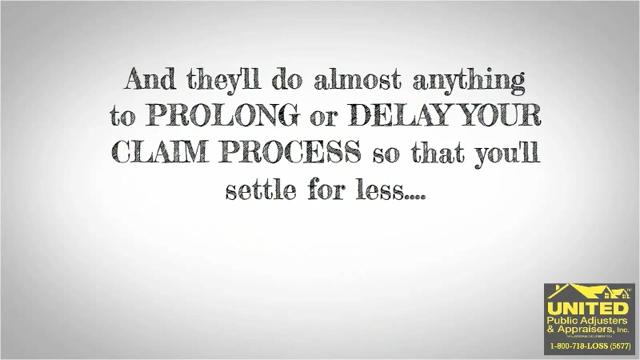 And they'll do almost anything
to PROLONG or DELAY YOUR
CLAIM PROCESS so that you'll
settle for less....
UNITED
Public Adjusters
& Appraisers, Inc.
1-800-718-LOSS (5677)